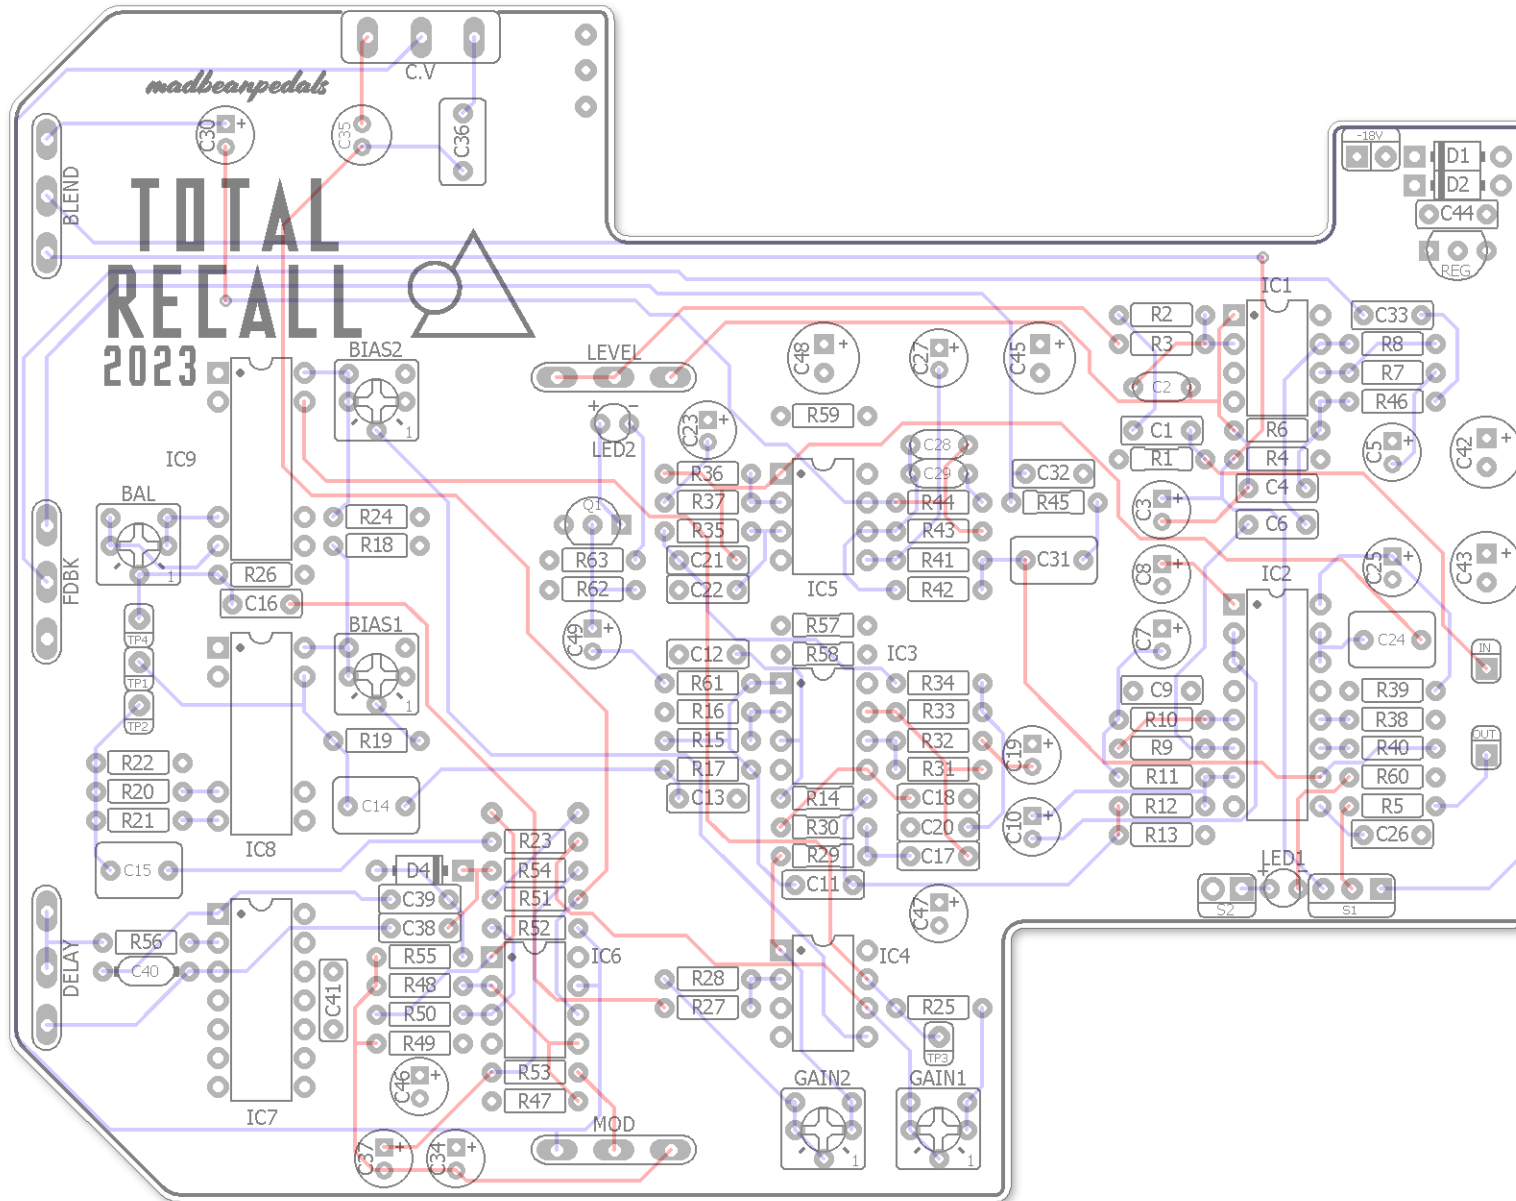 C.V
madbeanpedals
C30
C35
C36
-18V
D1
D2
C44
REG
BLEND
TOTAL
RECALL
2023
IC1
BIAS2
1
LEVEL
C48
C27
C45
R2
R3
C2
C33
R8
R7
R46
LED2
C23
R59
C28
C29
C1
R1
R6
R4
C5
C42
IC9
BAL
1
R36
R37
R35
R44
R43
C32
R45
C3
C4
C6
R24
R18
Q1
R63
R62
C21
C22
IC5
R41
R42
C31
C8
IC2
C25
C43
FDBK
R26
C16
TP4
TP1
TP2
BIAS1
1
C49
R57
R58
IC3
C7
C24
IN
C12
R61
R16
R15
R17
C13
R34
R33
R32
R31
C9
R10
R9
R11
R12
R13
R39
R38
R40
R60
R5
C26
OUT
R19
C19
R22
R20
R21
C14
R14
R30
R29
C11
C18
C20
C17
C10
IC8
C15
R23
R54
R51
R52
D4
C39
C38
LED1
S2
S1
C47
DELAY
R56
C40
C41
R55
R48
R50
R49
IC6
R28
R27
IC4
R25
TP3
C46
R53
R47
IC7
GAIN2
1
GAIN1
1
C37
C34
MOD